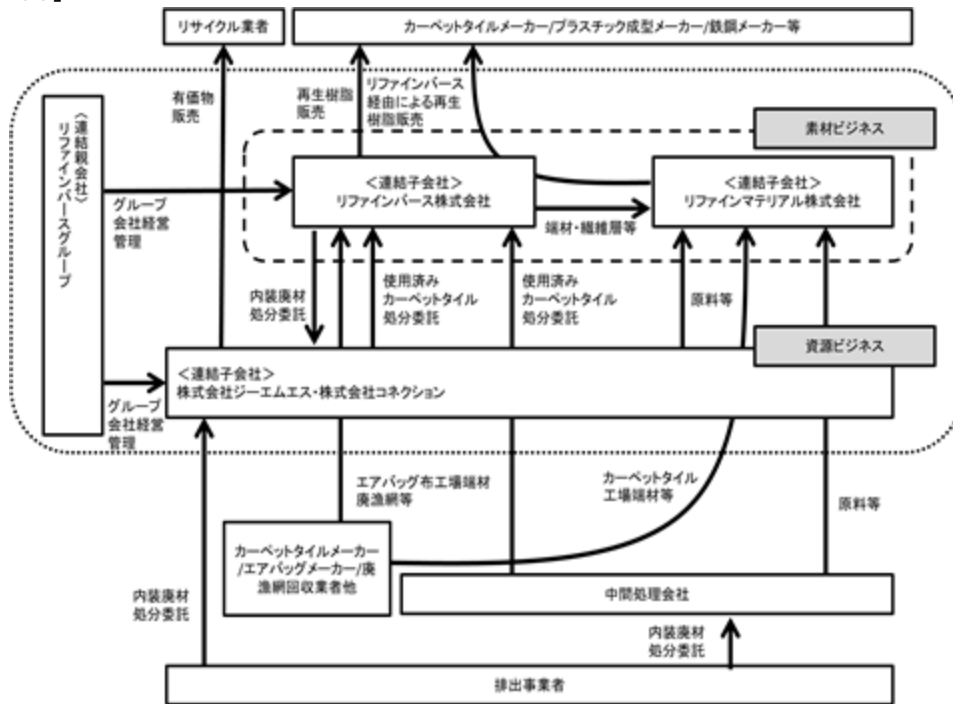 リサイクル業者
カーペットタイルメーカー/プラスチック成型メーカー/鉄鋼メーカー等
有価物
販売
再生樹脂
販売
リファインバース
経由による再生
樹脂販売
素材ビジネス
〈連結親会社〉
リファインバースグループ
グループ
会社経営
管理
<連結子会社>
リファインバース株式会社
<連結子会社>
リファインマテリアル株式会社
端材・繊維層等
内装廃材
処分委託
使用済み
カーペットタイル
処分委託
使用済み
カーペットタイル
処分委託
原料等
資源ビジネス
<連結子会社>
株式会社ジーエムエス・株式会社コネクション
グループ
会社経営
管理
エアバッグ布工場端材
廃漁網等
カーペットタイル
工場端材等
原料等
カーペットタイルメーカー
/エアバッグメーカー/廃
漁網回収業者他
中間処理会社
内装廃材
処分委託
内装廃材
処分委託
排出事業者